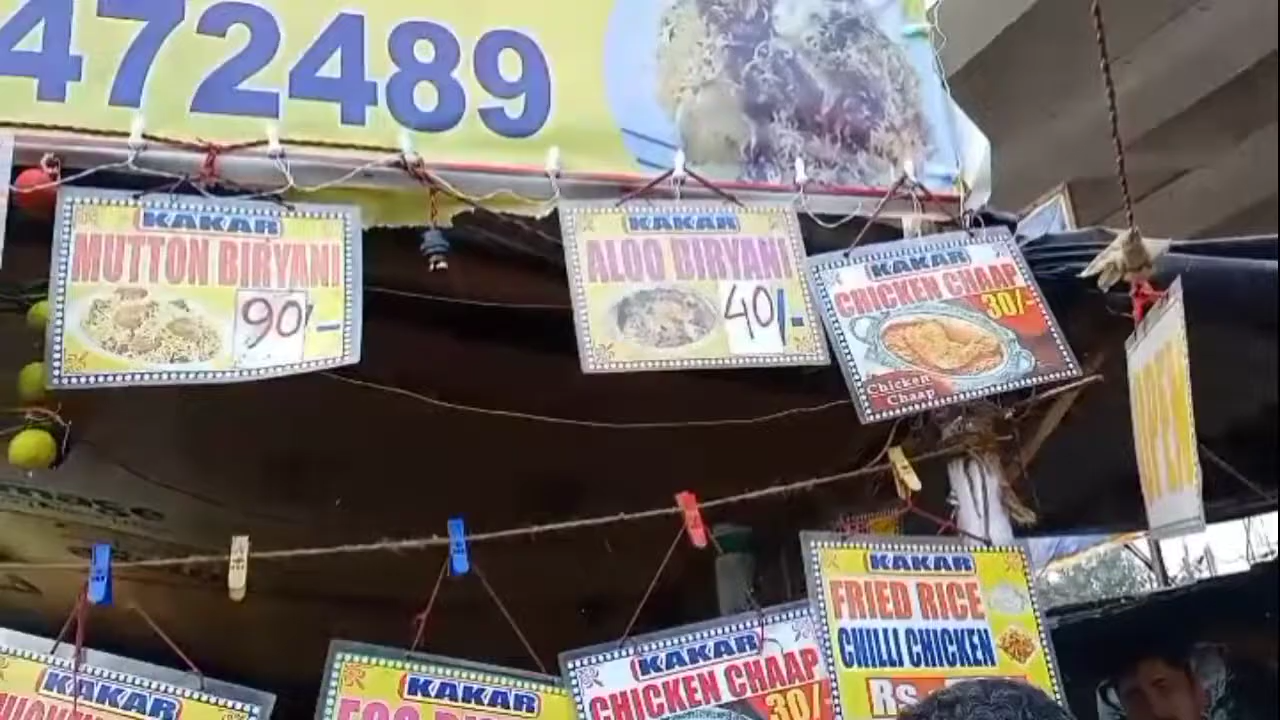 472489
KAKAR
MUTTON BIRYANI
90/-
KAKAR
ALOO BIRYANI
40/-
KAKAR
CHICKEN CHAAP
30/-
Chicken
Chaap
OPEN
KAKAR
FRIED RICE
CHILLI CHICKEN
Rs.
KAKAR
KAKAR
KAKAR
CHICKEN CHAAP
30/-